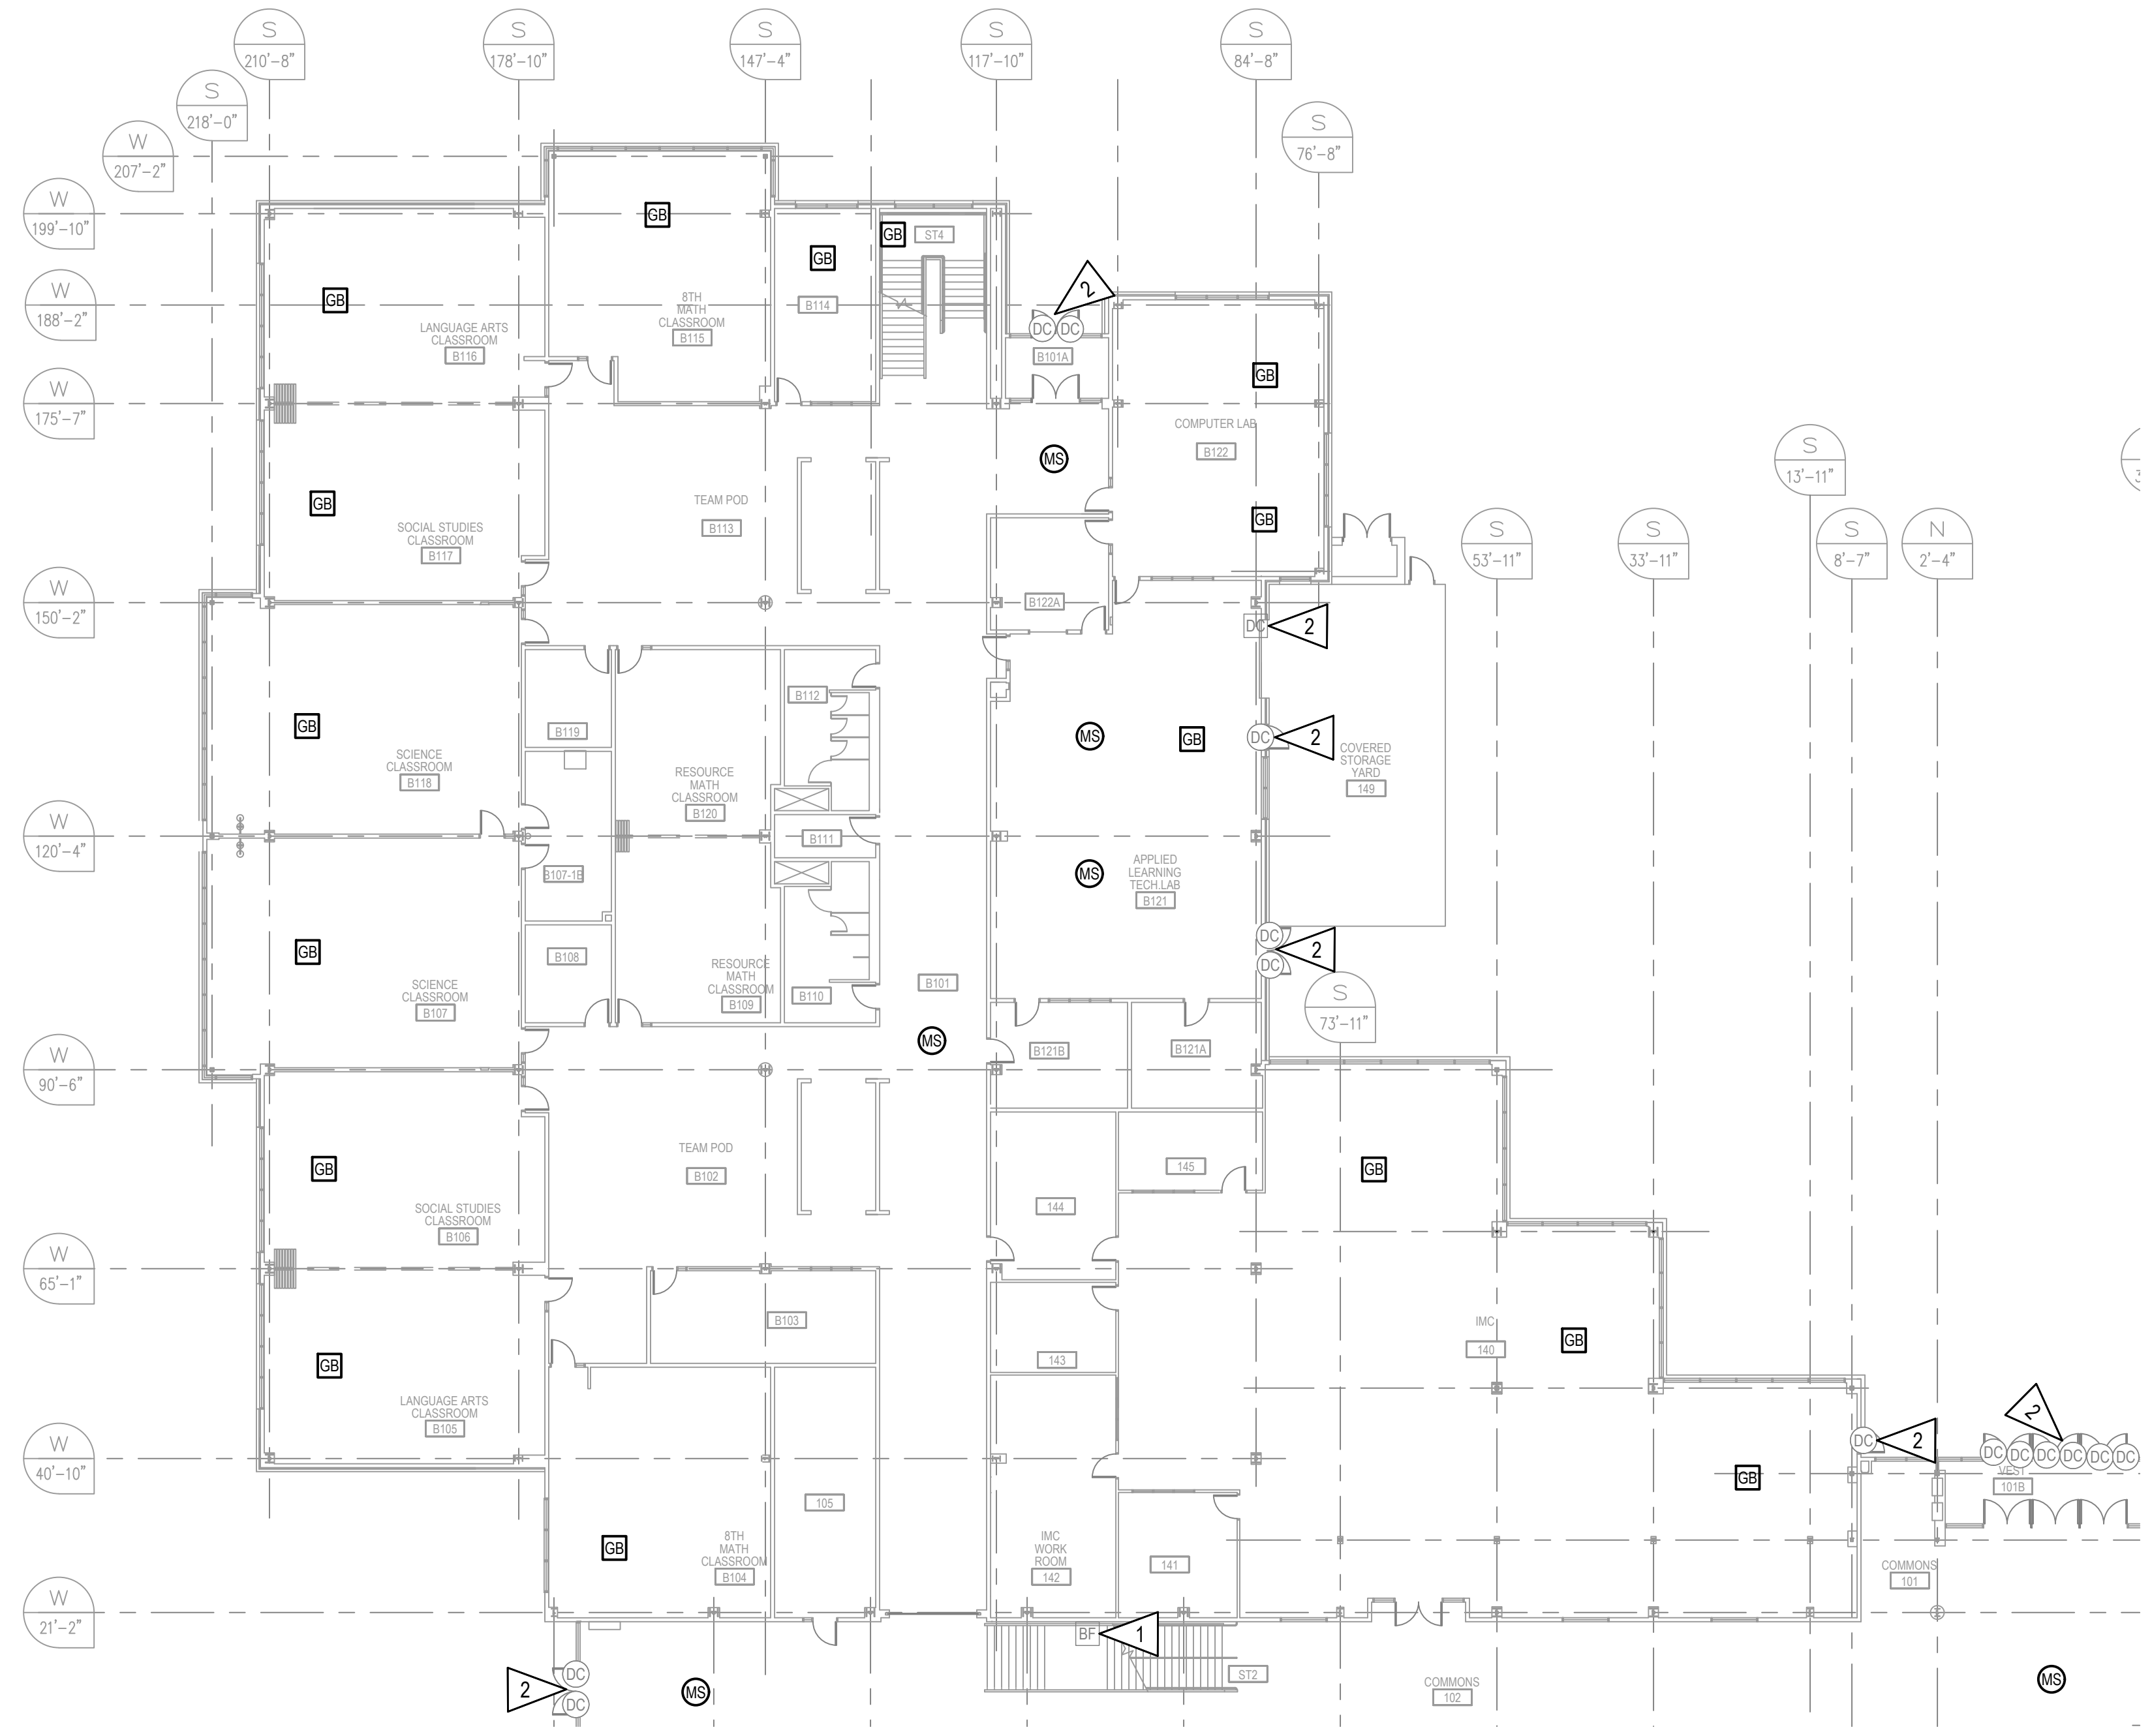 S
210'-8"
S
178'-10"
S
147'-4"
S
117'-10"
S
84'-8"
S
218'-0"
S
76'-8"
W
207'-2"
W
199'-10"
GB
GB
GB
ST4
W
188'-2"
GB
2
8TH
MATH
CLASSROOM
B115
B114
LANGUAGE ARTS
CLASSROOM
B116
DC
DC
B101A
GB
W
175'-7"
COMPUTER LAB
B122
MS
S
13'-11"
GB
TEAM POD
B113
SOCIAL STUDIES
CLASSROOM
B117
GB
S
53'-11"
S
33'-11"
S
8'-7"
N
2'-4"
W
150'-2"
B122A
DC
2
B112
GB
B119
MS
GB
DC
2
SCIENCE
CLASSROOM
B118
RESOURCE
MATH
CLASSROOM
B120
COVERED
STORAGE
YARD
149
W
120'-4"
B111
B107-1B
MS
APPLIED
LEARNING
TECH.LAB
B121
GB
B108
RESOURCE
MATH
CLASSROOM
B109
B110
B101
DC
DC
2
SCIENCE
CLASSROOM
B107
S
73'-11"
MS
B121B
B121A
W
90'-6"
GB
TEAM POD
B102
145
GB
SOCIAL STUDIES
CLASSROOM
B106
144
W
65'-1"
B103
IMC
140
GB
GB
143
LANGUAGE ARTS
CLASSROOM
B105
2
W
40'-10"
DC
2
DC
DC
DC
DC
DC
DC
VEST
101B
GB
105
GB
8TH
MATH
CLASSROOM
B104
IMC
WORK
ROOM
142
141
COMMONS
101
W
21'-2"
BF
1
ST2
2
DC
DC
MS
COMMONS
102
MS